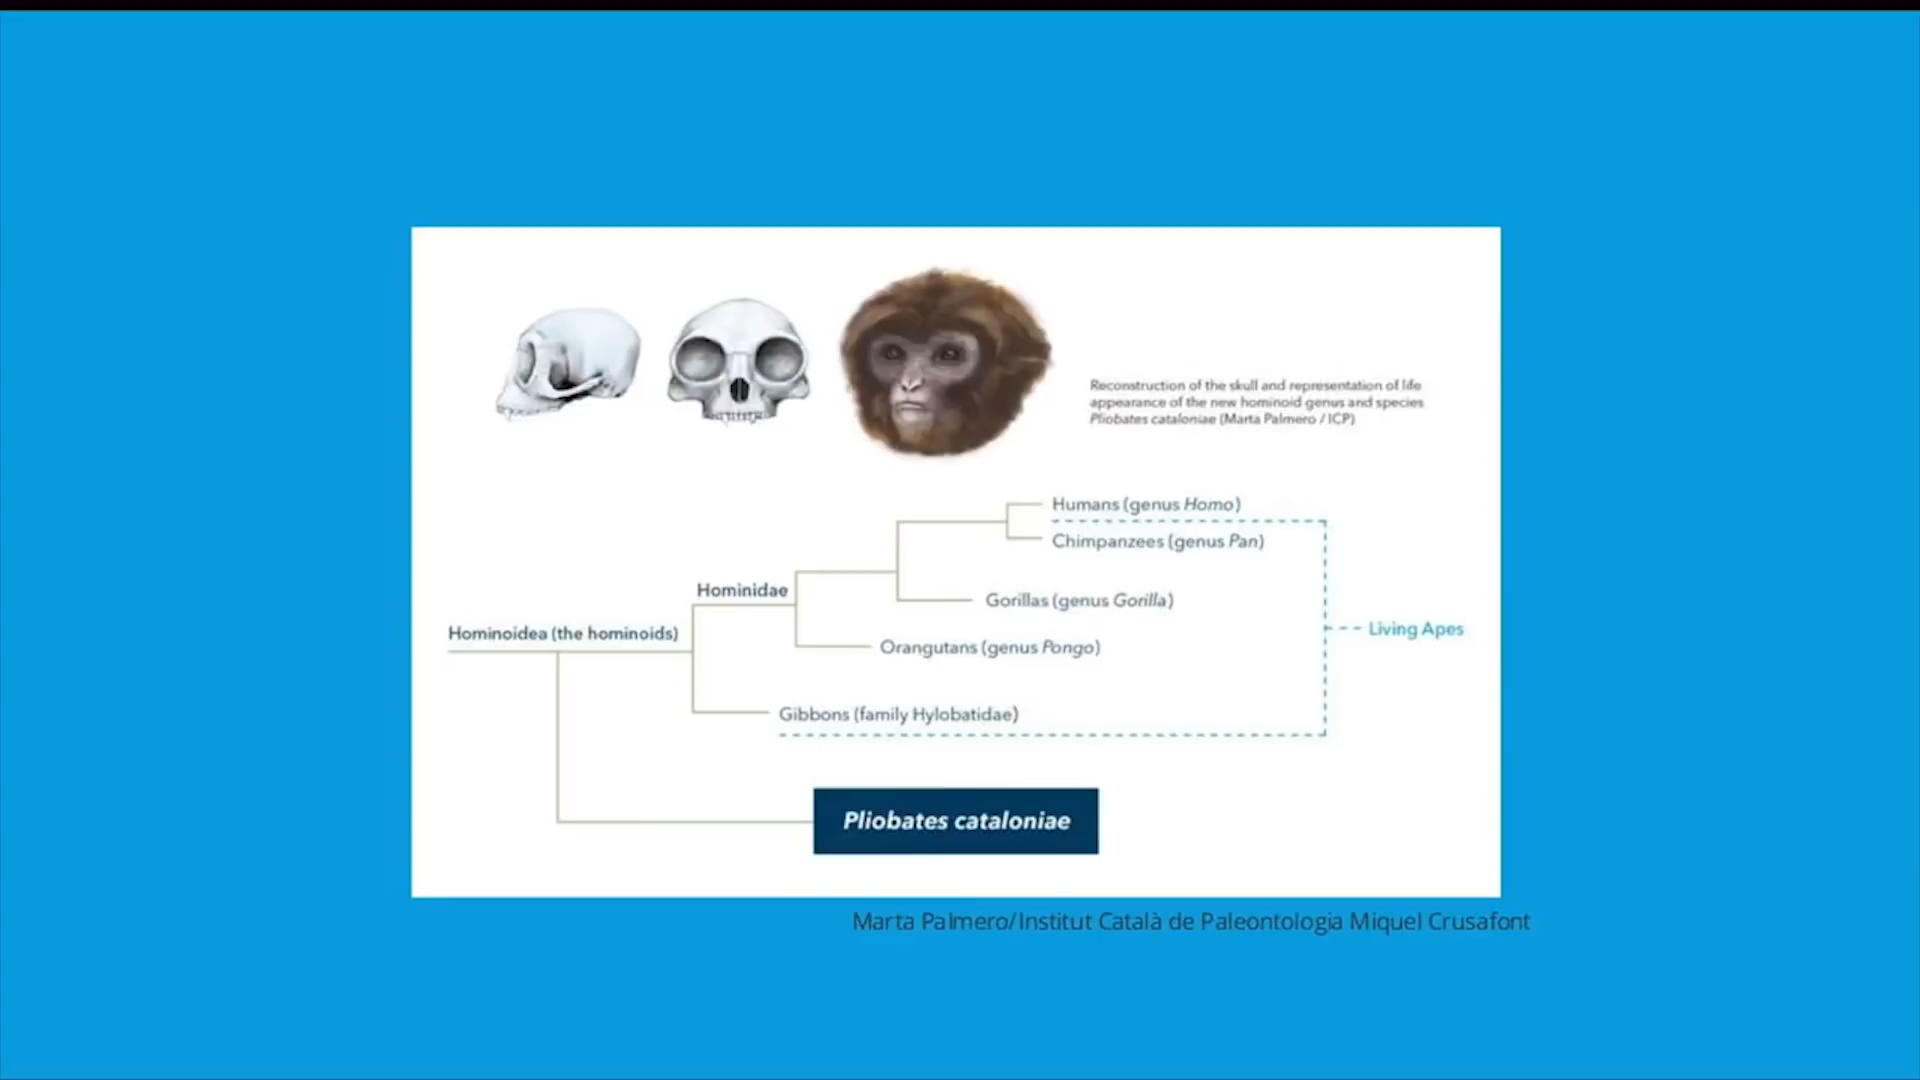 Reconstruction of the skull and representation of life
appearance of the new hominoid genus and species
Pliobates cataloniae (Marta Palmero / ICP)
Humans (genus Homo)
Chimpanzees (genus Pan)
Hominidae
Gorillas (genus Gorilla)
Hominoidea (the hominoids)
Living Apes
Orangutans (genus Pongo)
Gibbons (family Hylobatidae)
Pliobates cataloniae
Marta Palmero/Institut Català de Paleontologia Miquel Crusafont